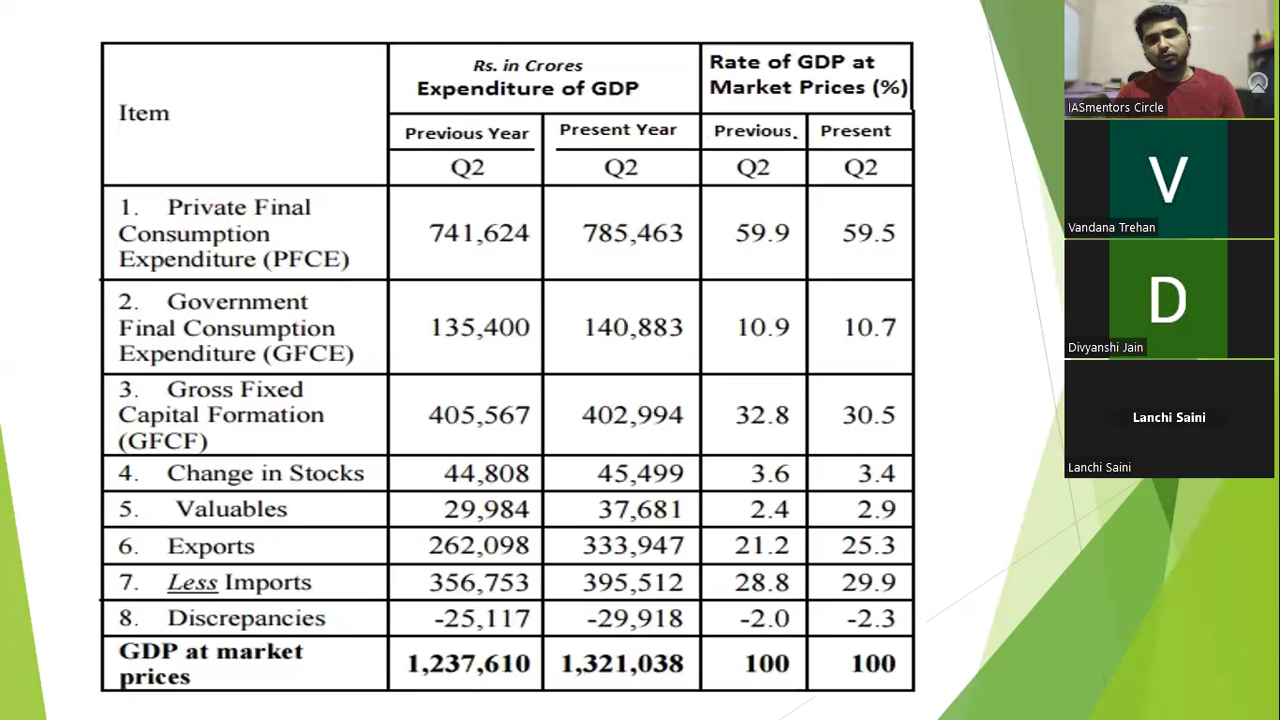 Item
Rs. in Crores
Expenditure of GDP
Rate of GDP at
Market Prices (%)
Previous Year
Present Year
Previous.
Present
Q2
Q2
Q2
Q2
1. Private Final
Consumption
Expenditure (PFCE)
741,624
785,463
59.9
59.5
2. Government
Final Consumption
Expenditure (GFCE)
135,400
140,883
10.9
10.7
3. Gross Fixed
Capital Formation
(GFCF)
405,567
402,994
32.8
30.5
4. Change in Stocks
44,808
45,499
3.6
3.4
5. Valuables
29,984
37,681
2.4
2.9
6. Exports
262,098
333,947
21.2
25.3
7. Less Imports
356,753
395,512
28.8
29.9
8. Discrepancies
-25,117
-29,918
-2.0
-2.3
GDP at market
prices
1,237,610
1,321,038
100
100
IASmentors Circle
V
Vandana Trehan
D
Divyanshi Jain
Lanchi Saini
Lanchi Saini